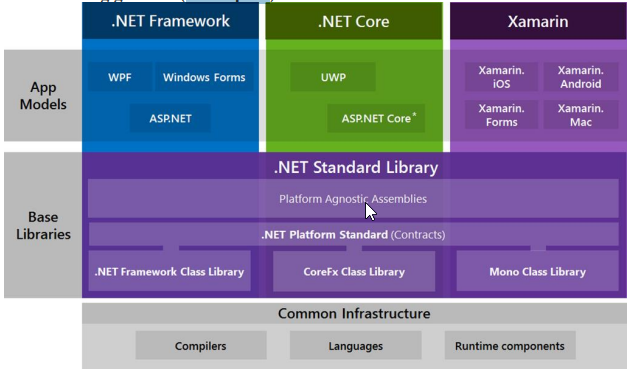 .NET Framework
.NET Core
Xamarin
App
Models
WPF
Windows Forms
ASP.NET
UWP
ASP.NET Core*
Xamarin.
iOS
Xamarin.
Android
Xamarin.
Forms
Xamarin.
Mac
Base
Libraries
.NET Standard Library
Platform Agnostic Assemblies
.NET Platform Standard (Contracts)
.NET Framework Class Library
CoreFx Class Library
Mono Class Library
Common Infrastructure
Compilers
Languages
Runtime components